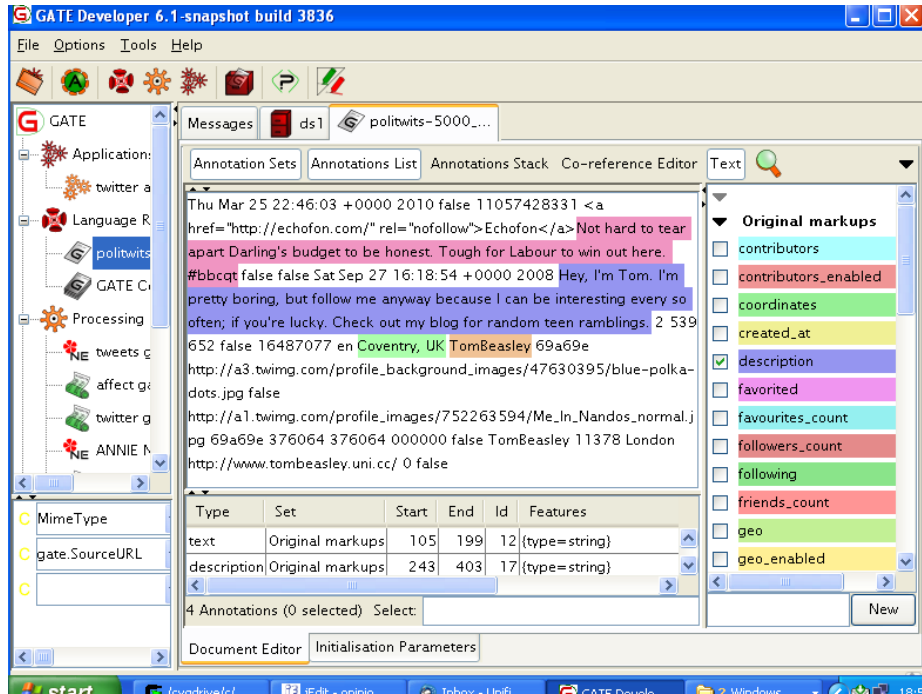 GATE Developer 6.1-snapshot build 3836
File Options Tools Help
GATE
Application
twitter a
Language R
politwits
GATE C
Processing
tweets g
affect g
twitter g
ANNIE N
MimeType
gate.SourceURL
Messages ds1 politwits-5000_...
Annotation Sets Annotations List Annotations Stack Co-reference Editor Text
Thu Mar 25 22:46:03 +0000 2010 false 11057428331 <a
href="http://echofon.com/" rel="nofollow">Echofon</a> Not hard to tear
apart Darling's budget to be honest. Tough for Labour to win out here.
#bbcqt false false Sat Sep 27 16:18:54 +0000 2008 Hey, I'm Tom. I'm
pretty boring, but follow me anyway because I can be interesting every so
often; if you're lucky. Check out my blog for random teen ramblings. 2 539
652 false 16487077 en Coventry, UK TomBeasley 69a69e
http://a3.twimg.com/profile_background_images/47630395/blue-polka-
dots.jpg false
http://a1.twimg.com/profile_images/752263594/Me_In_Nandos_normal.j
pg 69a69e 376064 376064 000000 false TomBeasley 11378 London
http://www.tombeasley.uni.cc/ 0 false
Original markups
contributors
contributors_enabled
coordinates
created_at
description
favorited
favourites_count
followers_count
following
friends_count
geo
geo_enabled
Type Set Start End Id Features
text Original markups 105 199 12 {type=string}
description Original markups 243 403 17 {type=string}
4 Annotations (0 selected) Select:
New
Document Editor Initialisation Parameters
start /cygdrive/c/ jEdit - opinio Inbox - Unifi GATE Develo 2 Windows